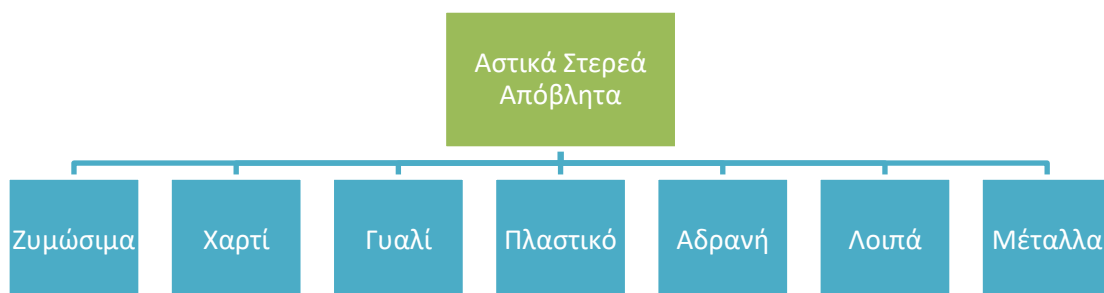 Αστικά Στερεά
Απόβλητα
Ζυμώσιμα
Χαρτί
Γυαλί
Πλαστικό
Αδρανή
Λοιπά
Μέταλλα